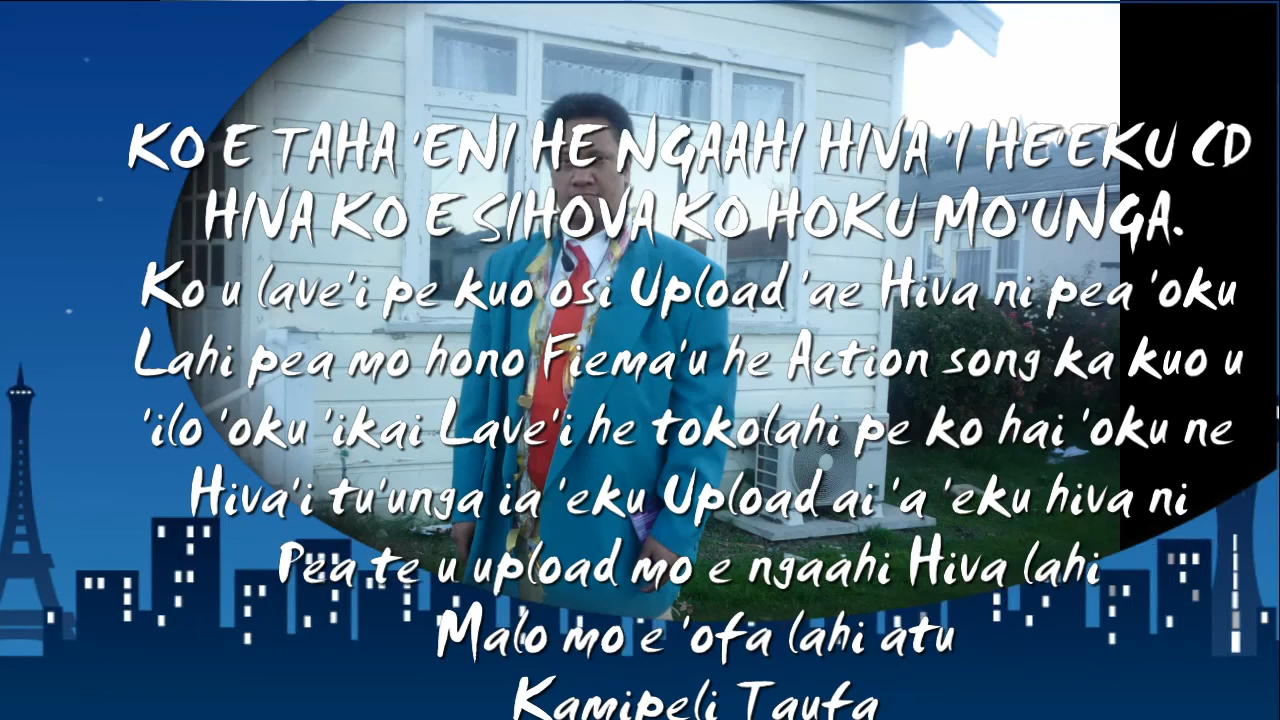 KO E TAHA 'ENI HE NGAAHI HIVA 'I HE'EKU CD
HIVA KO E SIHOVA KO HOKU MO'UNGA.
Ko u lave'i pe kuo osi Upload 'ae Hiva ni pea 'oku
Lahi pea mo hono Fiema'u he Action song ka kuo u
'ilo 'oku 'ikai Lave'i he tokolahi pe ko hai 'oku ne
Hiva'i tu'unga ia 'eku Upload ai 'a 'eku hiva ni
Pea te u upload mo e ngaahi Hiva lahi
Malo mo e 'ofa lahi atu
Kamipeli Taufa